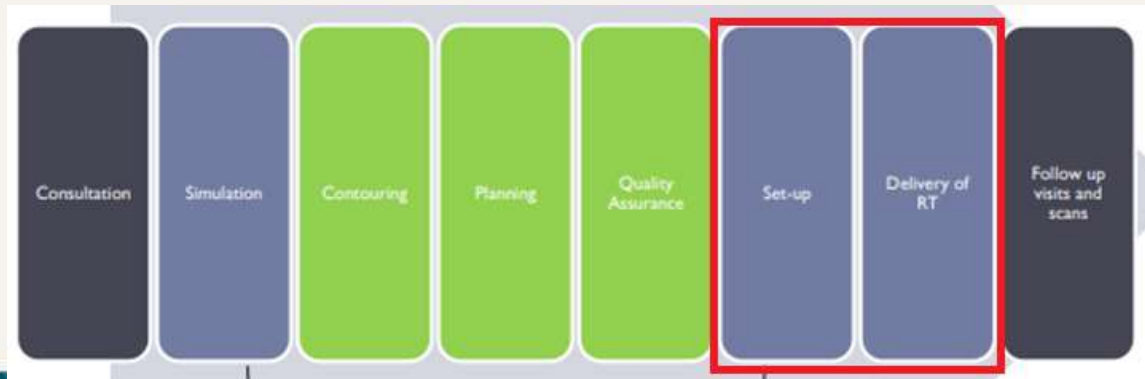 Consultation
Simulation
Contouring
Planning
Quality
Assurance
Set-up
Delivery of
RT
Follow up
visits and
scans